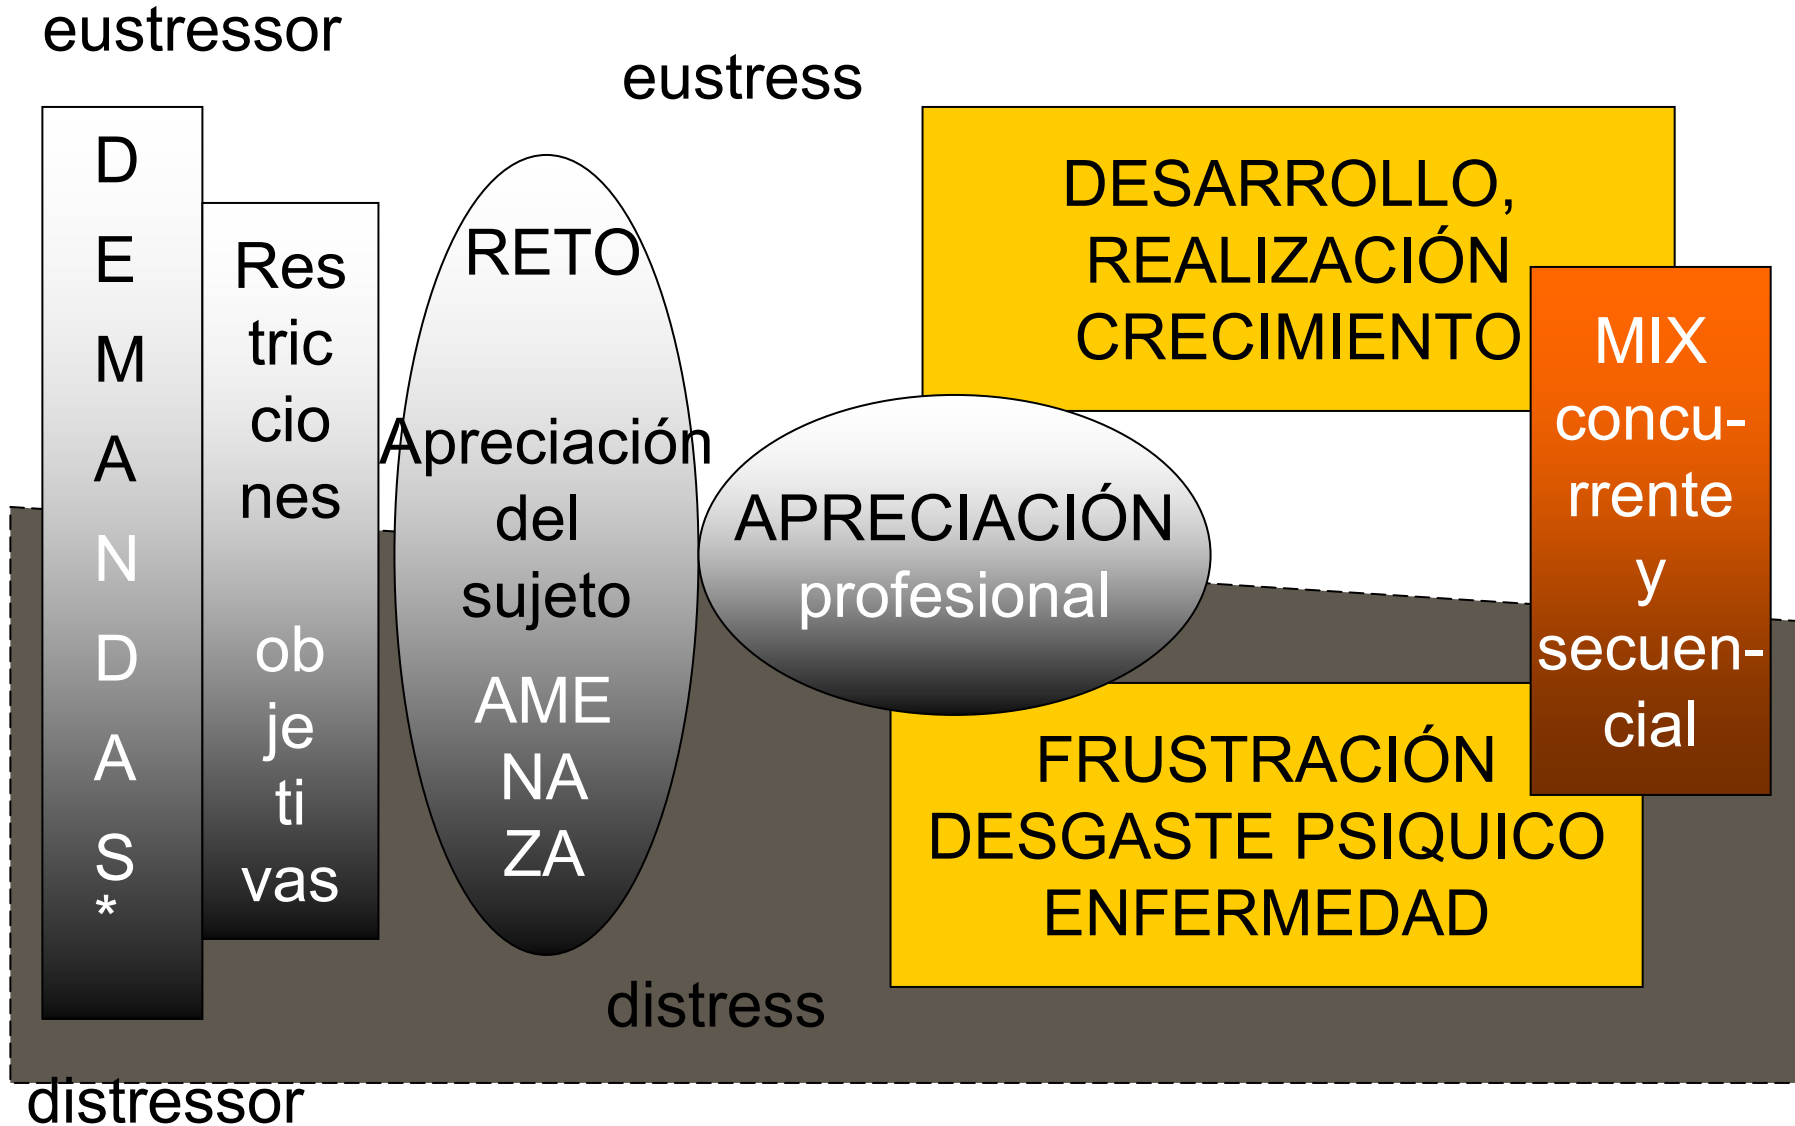 eustressor
eustress
D
E
M
A
N
D
A
S
*
Res
tric
cio
nes
ob
je
ti
vas
RETO
Apreciación
del
sujeto
AME
NA
ZA
APRECIACIÓN
profesional
DESARROLLO,
REALIZACIÓN
CRECIMIENTO
MIX
concu-
rrente
y
secuen-
cial
FRUSTRACIÓN
DESGASTE PSIQUICO
ENFERMEDAD
distress
distressor